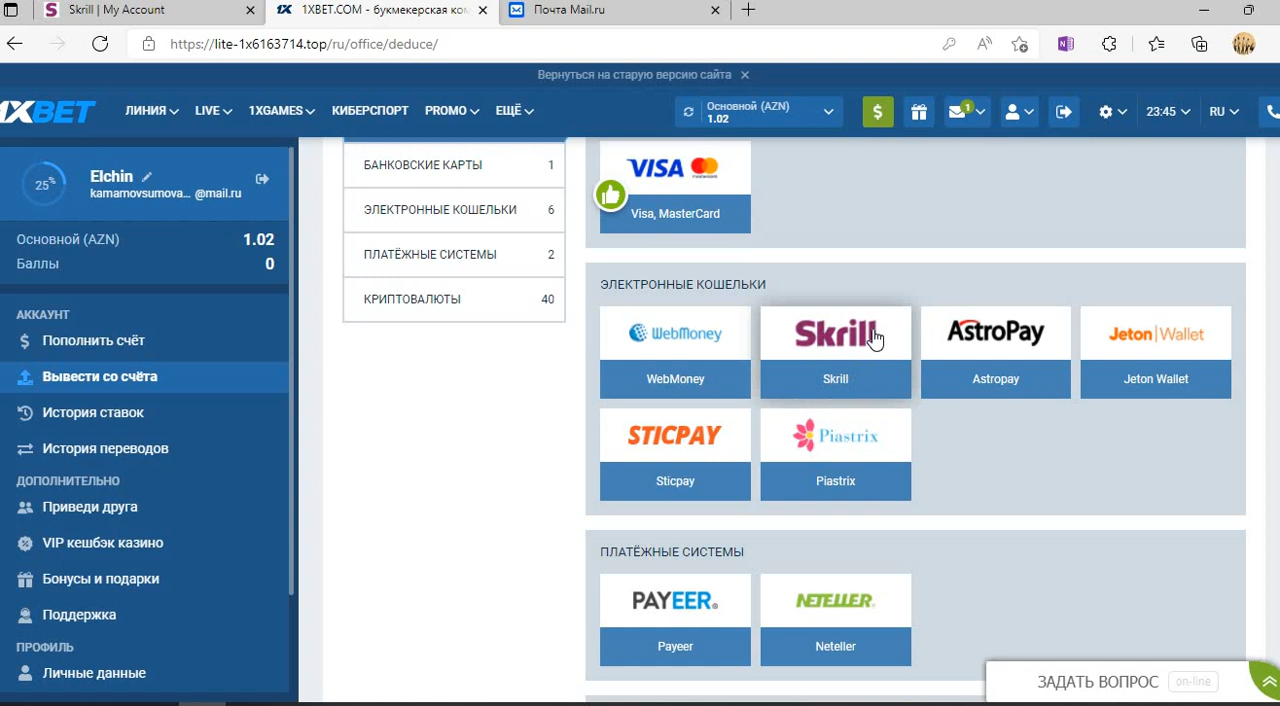 Skrill | My Account
1XBET.COM - букмекерская ко
Почта Mail.ru
https://lite-1x6163714.top/ru/office/deduce/
Вернуться на старую версию сайта
1XBET
ЛИНИЯ
LIVE
1XGAMES
КИБЕРСПОРТ
PROMO
ЕЩЁ
Основной (AZN)
1.02
$
1
23:45
RU
25%
Elchin
kamamovsumova... @mail.ru
Основной (AZN) 1.02
Баллы 0
АККАУНТ
Пополнить счёт
Вывести со счёта
История ставок
История переводов
ДОПОЛНИТЕЛЬНО
Приведи друга
VIP кешбэк казино
Бонусы и подарки
Поддержка
ПРОФИЛЬ
Личные данные
БАНКОВСКИЕ КАРТЫ 1
ЭЛЕКТРОННЫЕ КОШЕЛЬКИ 6
ПЛАТЁЖНЫЕ СИСТЕМЫ 2
КРИПТОВАЛЮТЫ 40
VISA
Visa, MasterCard
ЭЛЕКТРОННЫЕ КОШЕЛЬКИ
WebMoney
WebMoney
Skrill
Skrill
AstroPay
Astropay
Jeton|Wallet
Jeton Wallet
STICPAY
Sticpay
Piastrix
Piastrix
ПЛАТЁЖНЫЕ СИСТЕМЫ
PAYEER®
Payeer
NETELLER
Neteller
ЗАДАТЬ ВОПРОС on-line